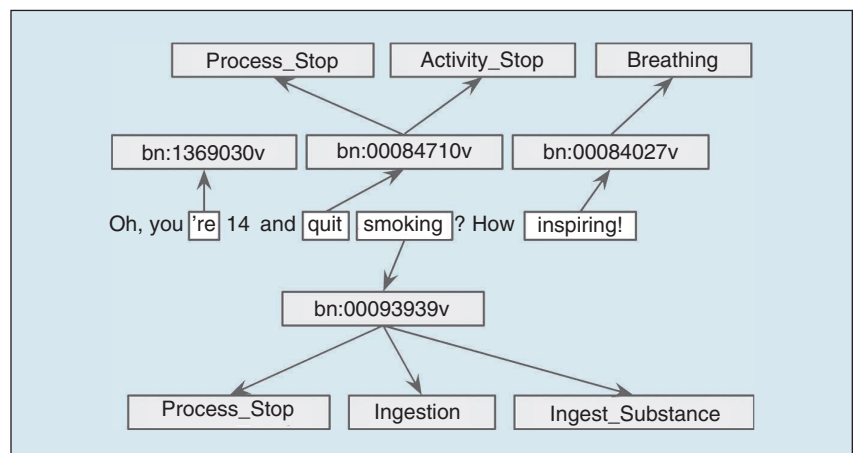 Process_Stop Activity_Stop Breathing
bn:1369030v bn:00084710v bn:00084027v
Oh, you 're 14 and quit smoking ? How inspiring!
bn:00093939v
Process_Stop Ingestion Ingest_Substance